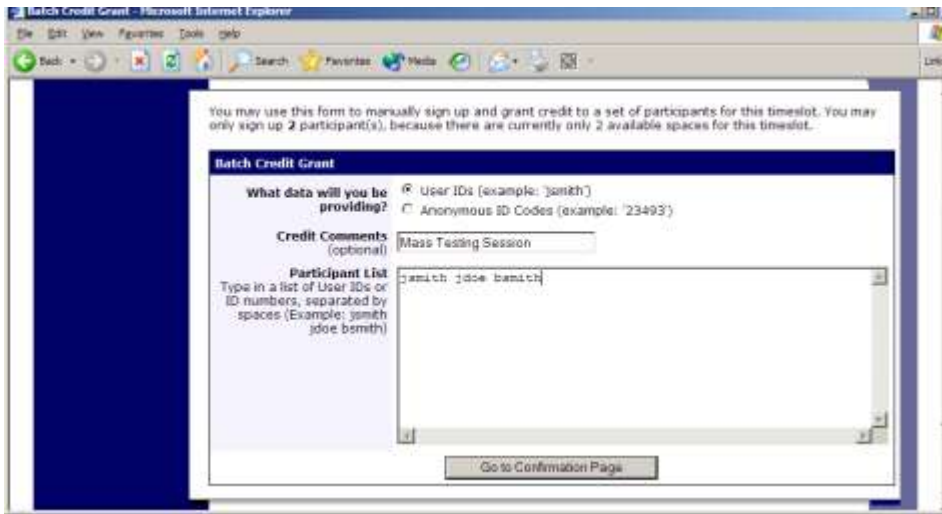 Batch Credit Grant - Microsoft Internet Explorer
File Edit View Favorites Tools Help
Back Search Favorites Media
You may use this form to manually sign up and grant credit to a set of participants for this timeslot. You may
only sign up 2 participant(s), because there are currently only 2 available spaces for this timeslot.
Batch Credit Grant
What data will you be
providing?
User IDs (example: 'jsmith')
Anonymous ID Codes (example: '23493')
Credit Comments
(optional)
Mass Testing Session
Participant List
Type in a list of User IDs or
ID numbers, separated by
spaces (Example: jsmith
jdoe bsmith)
jsmith jdoe bsmith
Go to Confirmation Page